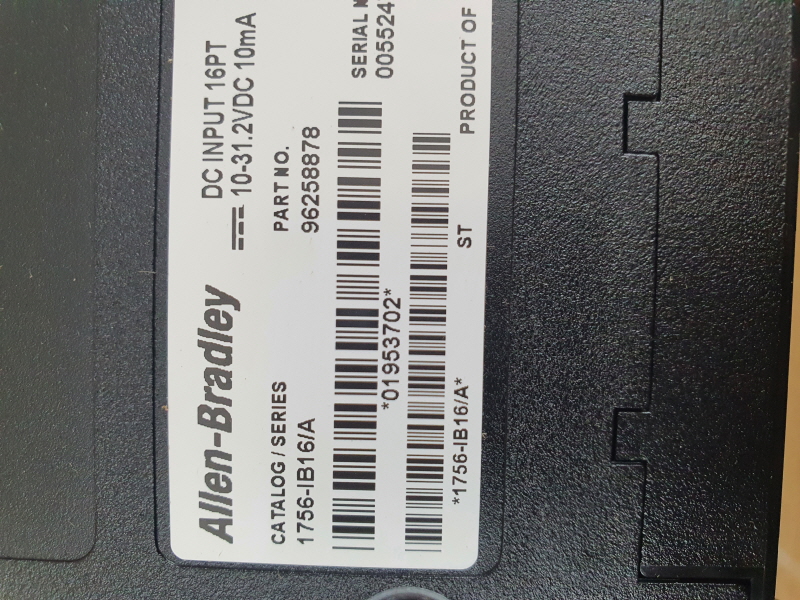 Allen-Bradley
DC INPUT 16PT
10-31.2VDC 10mA
CATALOG / SERIES
1756-IB16/A
PART NO.
96258878
SERIAL
005524
*01953702*
*1756-IB16/A*
ST
PRODUCT OF